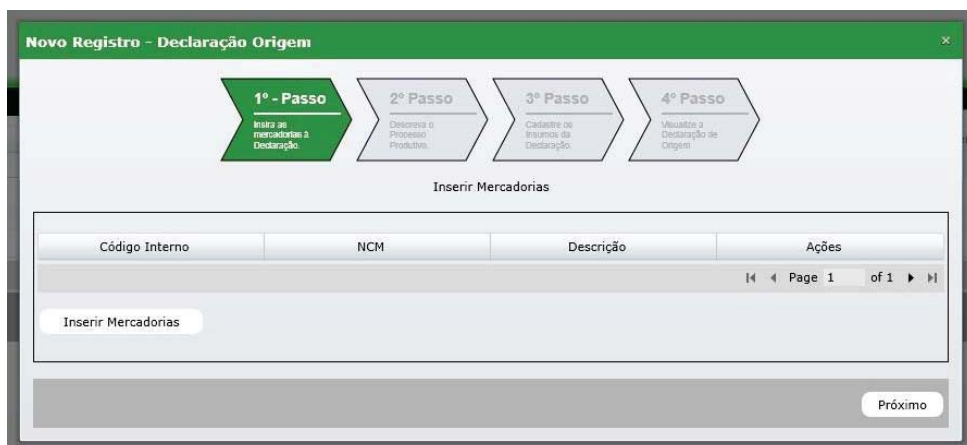 Novo Registro - Declaração Origem
×
1º - Passo
Insira as
mercadorias à
Declaração.
2º Passo
Descreva o
Processo
Produtivo.
3º Passo
Cadastre os
Insumos da
Declaração.
4º Passo
Visualize a
Declaração de
Origem
Inserir Mercadorias
Código Interno NCM Descrição Ações
Page 1 of 1
Inserir Mercadorias
Próximo